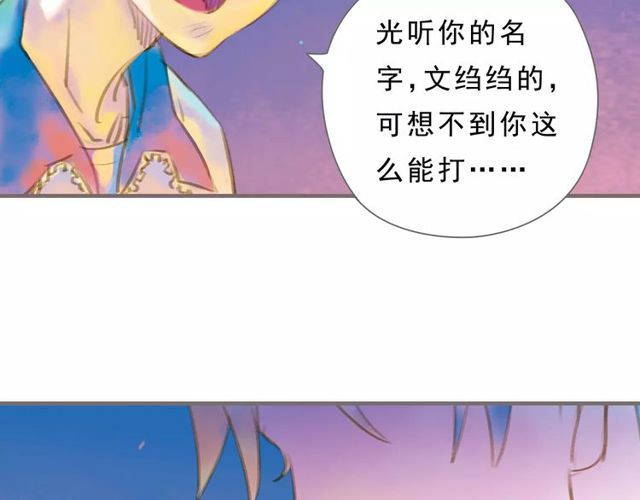 光听你的名
字，文绉绉的，
可想不到你这
么能打……